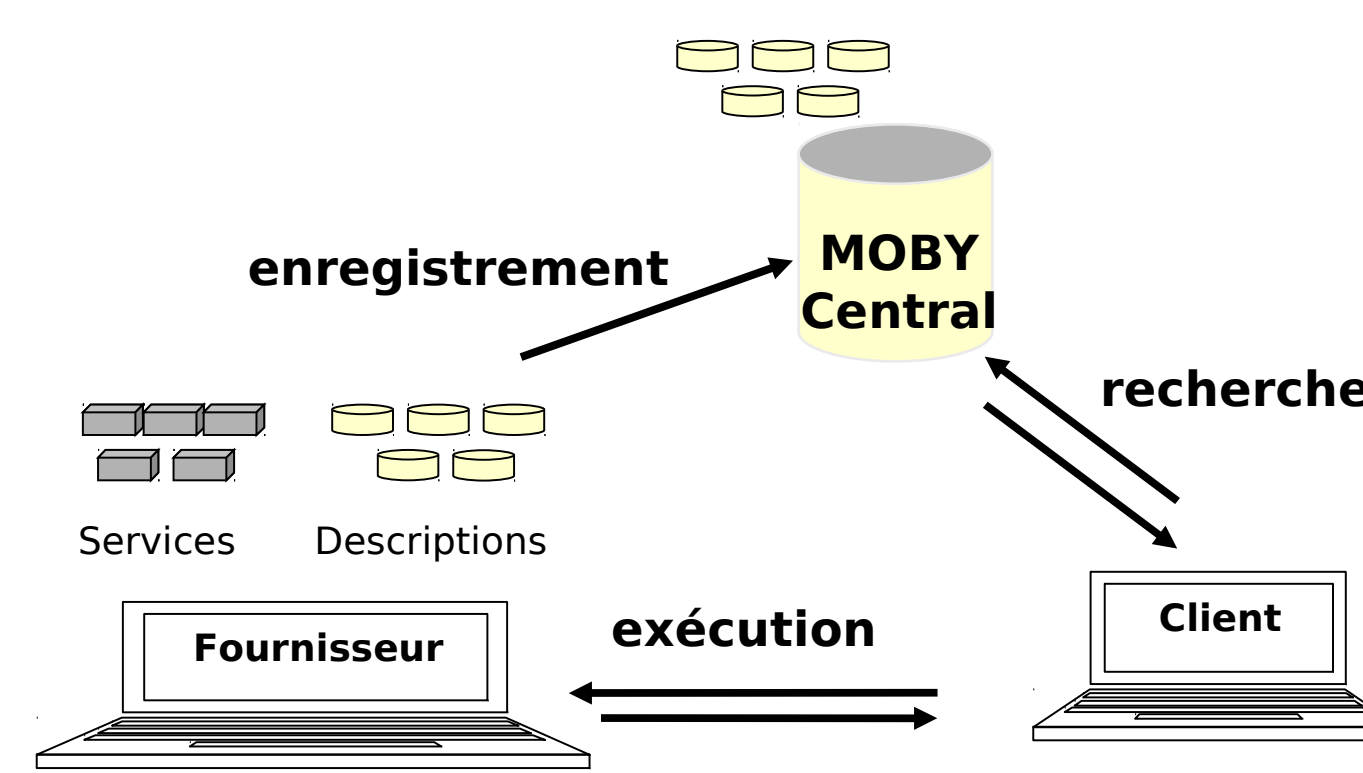 enregistrement
MOBY
Central
recherche
Services
Descriptions
Fournisseur
exécution
Client